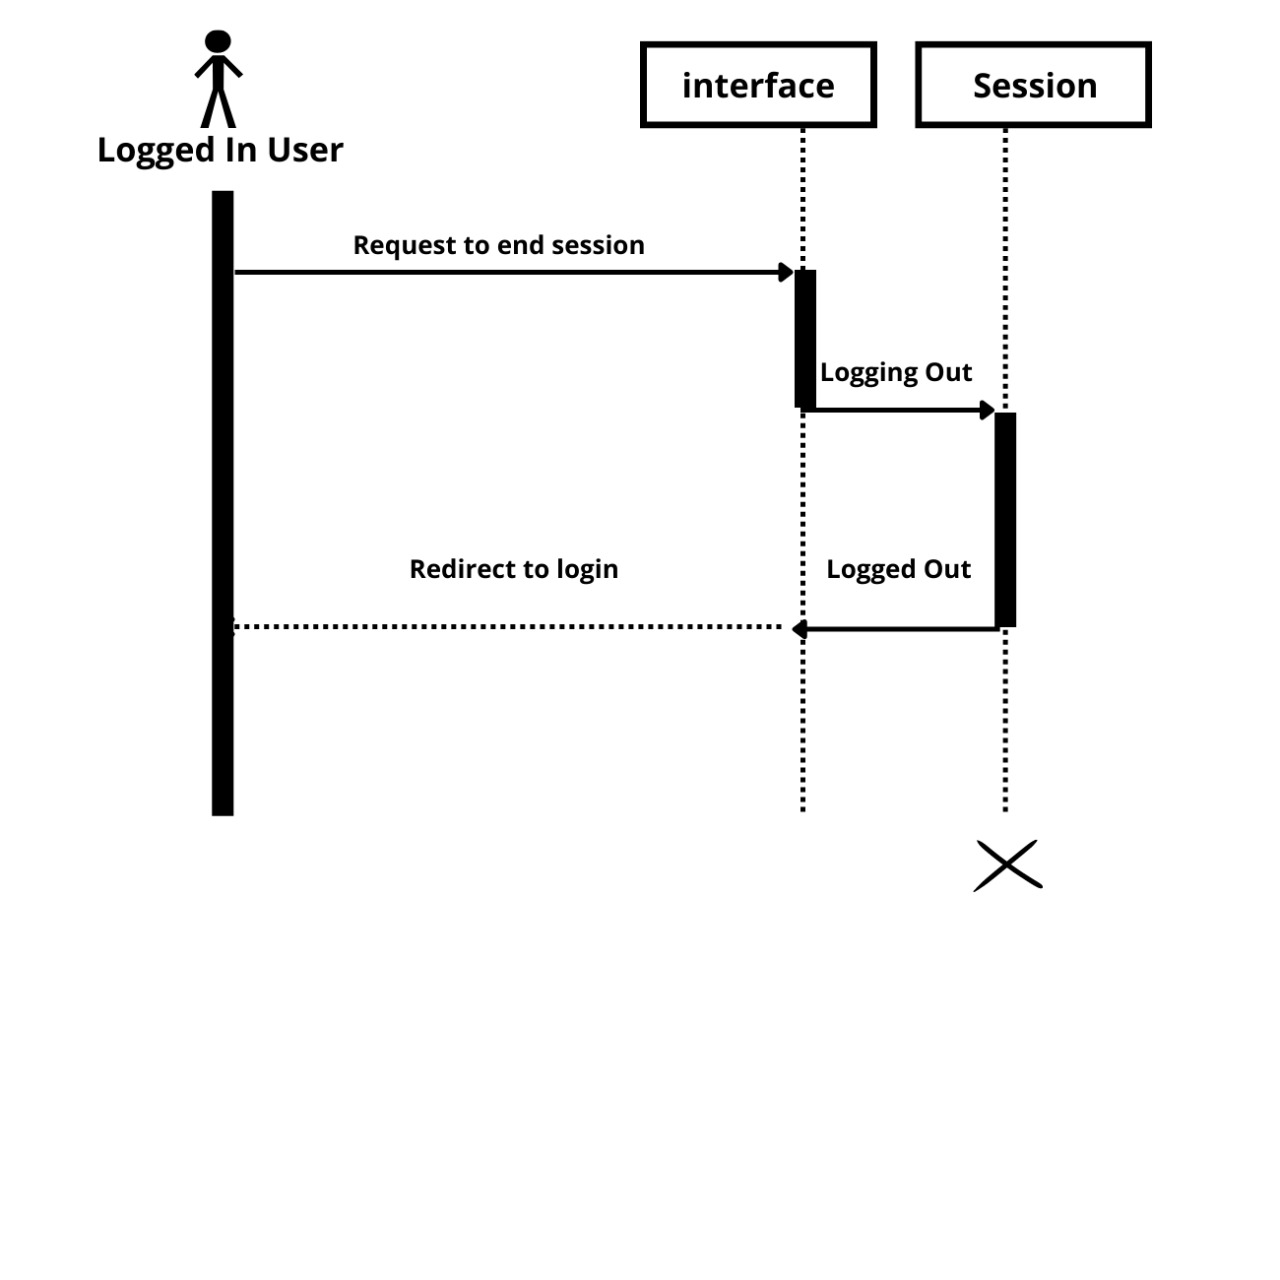 Logged In User
interface
Session
Request to end session
Logging Out
Redirect to login
Logged Out